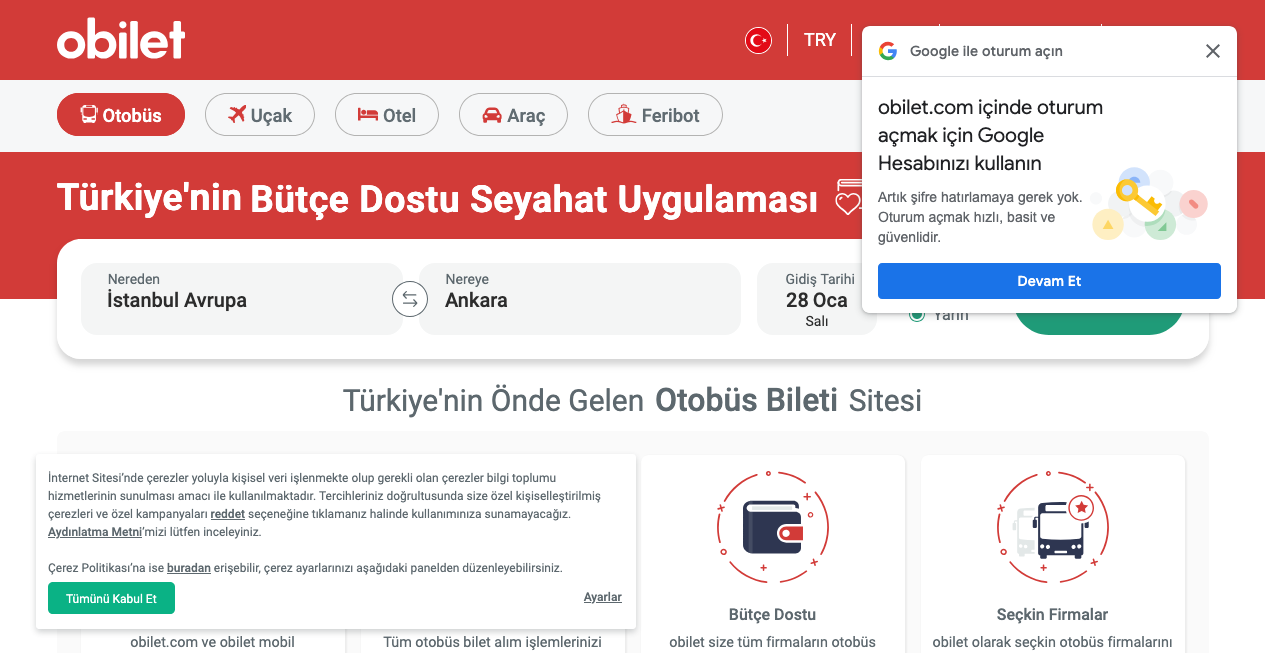 obilet
TRY
Google ile oturum açın
obilet.com içinde oturum
açmak için Google
Hesabınızı kullanın
Artık şifre hatırlamaya gerek yok.
Oturum açmak hızlı, basit ve
güvenlidir.
Devam Et
Otobüs
Uçak
Otel
Araç
Feribot
Türkiye'nin Bütçe Dostu Seyahat Uygulaması
Nereden
İstanbul Avrupa
Nereye
Ankara
Gidiş Tarihi
28 Oca
Salı
Yarın
Türkiye'nin Önde Gelen Otobüs Bileti Sitesi
İnternet Sitesi’nde çerezler yoluyla kişisel veri işlenmekte olup gerekli olan çerezler bilgi toplumu
hizmetlerinin sunulması amacı ile kullanılmaktadır. Tercihleriniz doğrultusunda size özel kişiselleştirilmiş
çerezleri ve özel kampanyaları reddet seçeneğine tıklamanız halinde kullanımınıza sunamayacağız.
Aydınlatma Metni’mizi lütfen inceleyiniz.
Çerez Politikası’na ise buradan erişebilir, çerez ayarlarınızı aşağıdaki panelden düzenleyebilirsiniz.
Tümünü Kabul Et
Ayarlar
obilet.com ve obilet mobil
Tüm otobüs bilet alım işlemlerinizi
Bütçe Dostu
obilet size tüm firmaların otobüs
Seçkin Firmalar
obilet olarak seçkin otobüs firmalarını